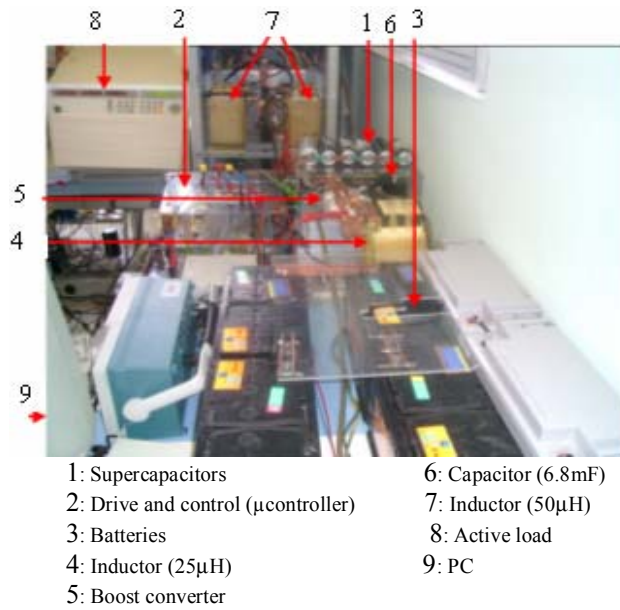 8
2
7
1
6
3
5
4
9
1: Supercapacitors
2: Drive and control (µcontroller)
3: Batteries
4: Inductor (25µH)
5: Boost converter
6: Capacitor (6.8mF)
7: Inductor (50µH)
8: Active load
9: PC